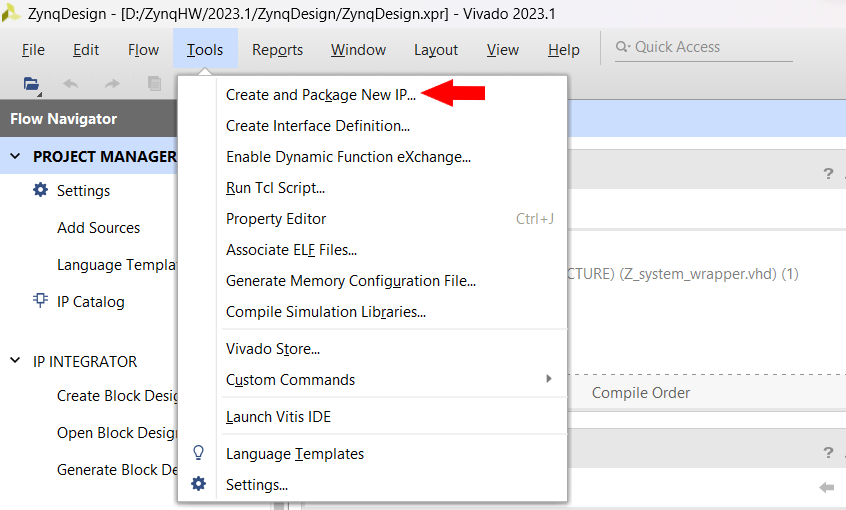 ZynqDesign - [D:/ZynqHW/2023.1/ZynqDesign/ZynqDesign.xpr] - Vivado 2023.1
File Edit Flow Tools Reports Window Layout View Help Quick Access
Flow Navigator
PROJECT MANAGER
Settings
Add Sources
Language Templa
IP Catalog
IP INTEGRATOR
Create Block Desig
Open Block Design
Generate Block De
Create and Package New IP...
Create Interface Definition...
Enable Dynamic Function eXchange...
Run Tcl Script...
Property Editor Ctrl+J
Associate ELF Files...
Generate Memory Configuration File...
Compile Simulation Libraries...
Vivado Store...
Custom Commands
Launch Vitis IDE
Language Templates
Settings...
?
CTURE) (Z_system_wrapper.vhd) (1)
Compile Order
?